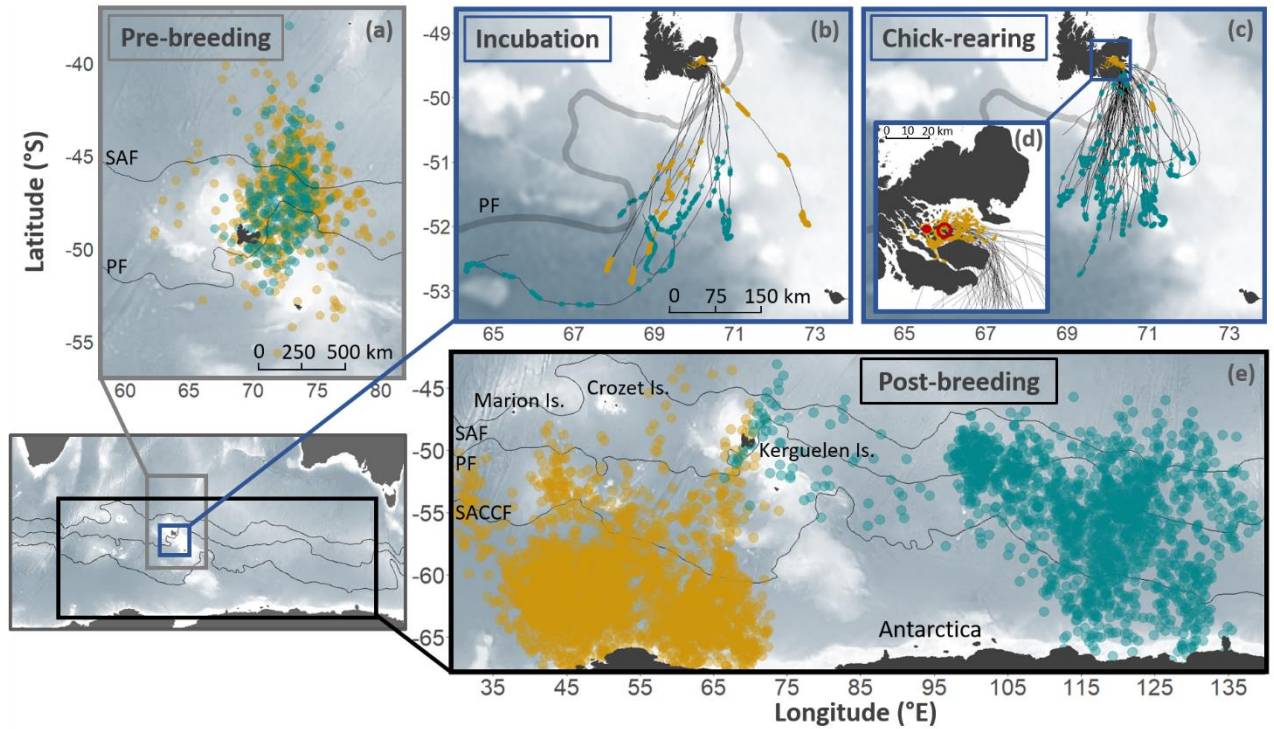 Pre-breeding
(a)
-40
-45
-50
-55
Latitude (°S)
SAF
PF
0 250 500 km
60 65 70 75 80
Incubation
(b)
-49
-50
-51
-52
-53
PF
0 75 150 km
65 67 69 71 73
Chick-rearing
(c)
0 10 20 km
(d)
65 67 69 71 73
Post-breeding
(e)
-45
-50
-55
-60
-65
Marion Is.
Crozet Is.
SAF
PF
Kerguelen Is.
SACCF
Antarctica
35 45 55 65 75 85 95 105 115 125 135
Longitude (°E)